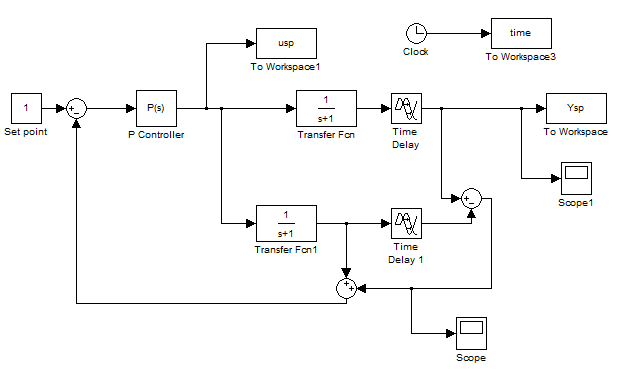 usp
To Workspace1
Clock
time
To Workspace3
1
Set point
+
−
P(s)
P Controller
1
s+1
Transfer Fcn
Time
Delay
Ysp
To Workspace
Scope1
+
−
1
s+1
Transfer Fcn1
Time
Delay 1
+
+
Scope